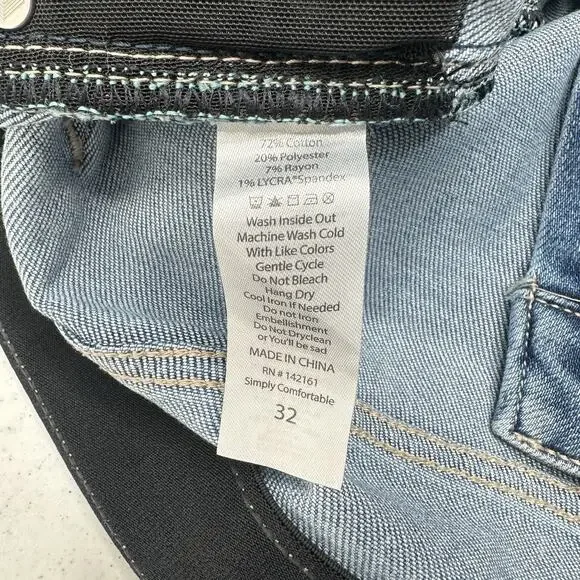 72% Cotton
20% Polyester
7% Rayon
1% LYCRA® Spandex
Wash Inside Out
Machine Wash Cold
With Like Colors
Gentle Cycle
Do Not Bleach
Hang Dry
Cool Iron if Needed
Do not Iron
Embellishment
Do Not Dryclean
or You'll be sad
MADE IN CHINA
RN # 142161
Simply Comfortable
32